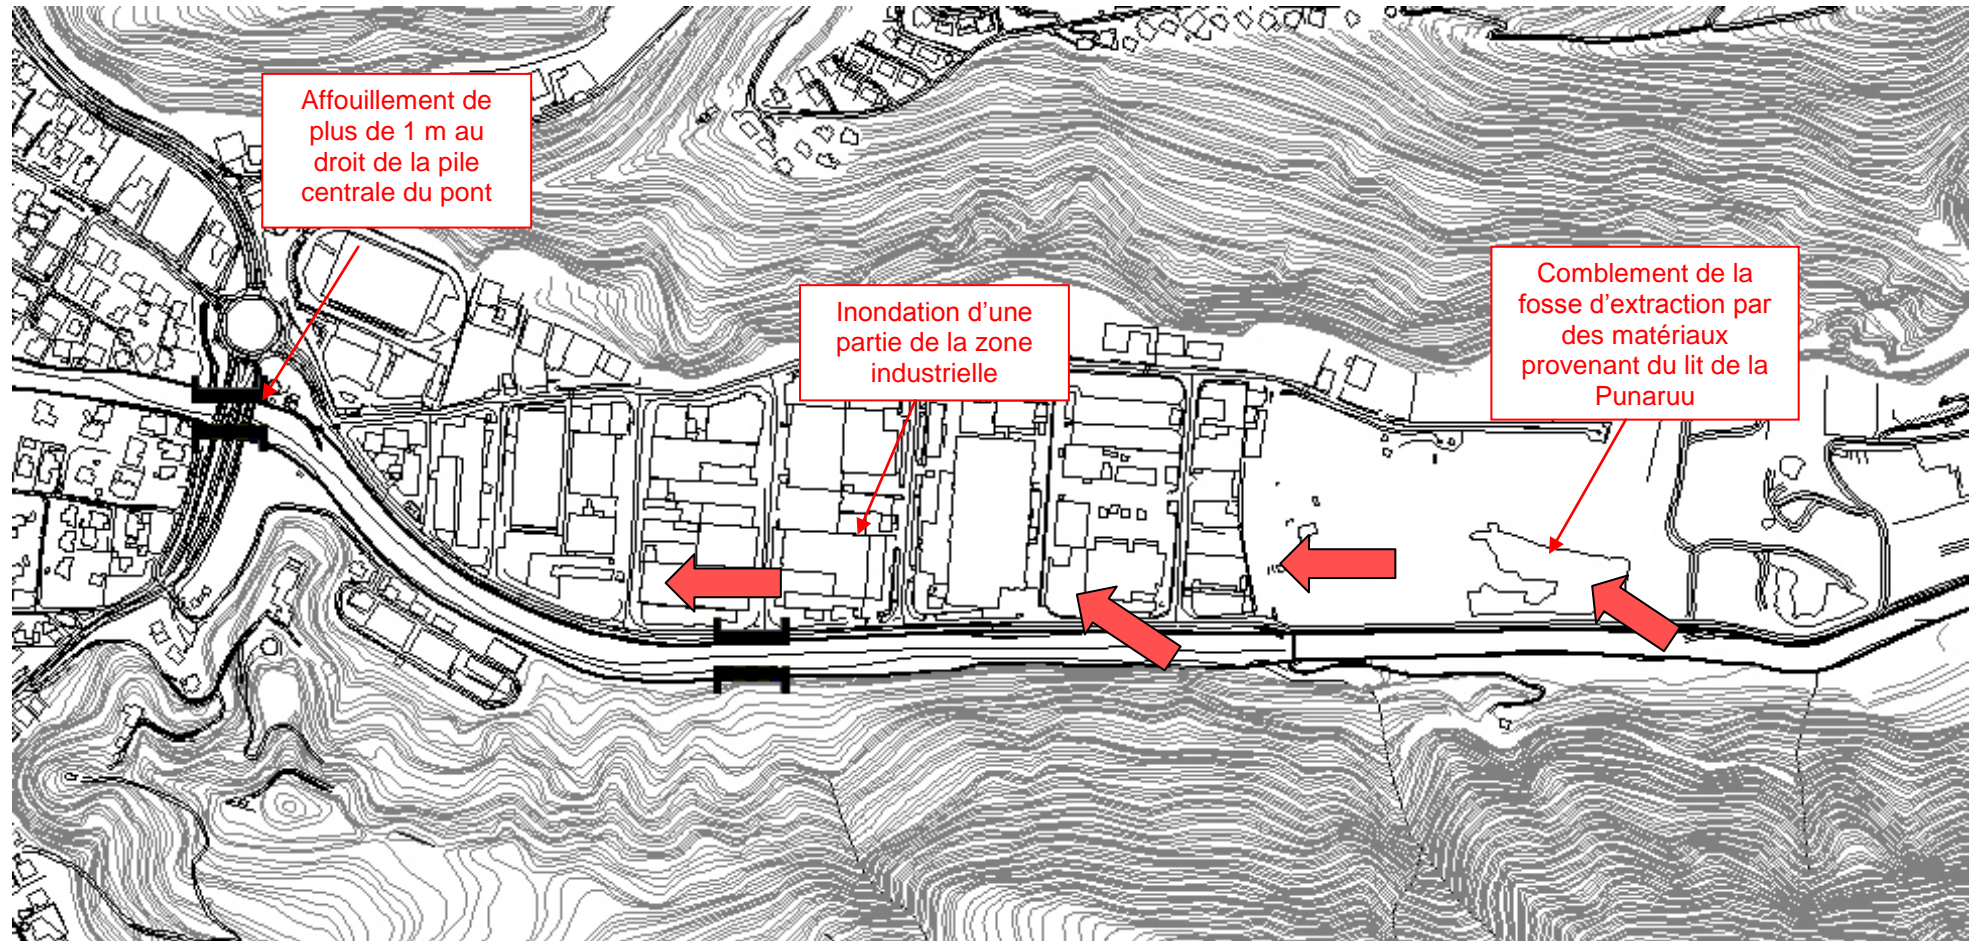 Affouillement de
plus de 1 m au
droit de la pile
centrale du pont
Inondation d’une
partie de la zone
industrielle
Comblement de la
fosse d’extraction par
des matériaux
provenant du lit de la
Punaruu